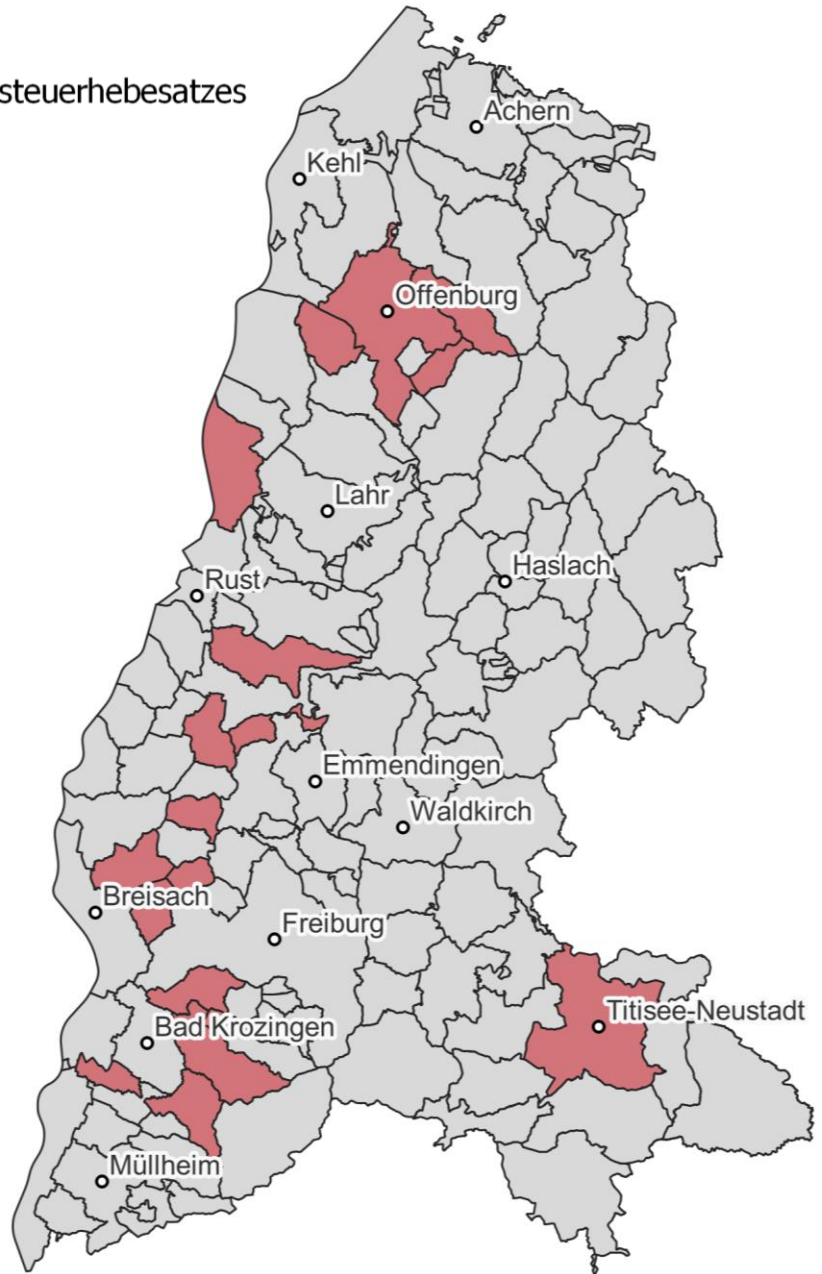 steuerhebesatzes
Achern
Kehl
Offenburg
Lahr
Haslach
Rust
Emmendingen
Waldkirch
Breisach
Freiburg
Titisee-Neustadt
Bad Krozingen
Müllheim